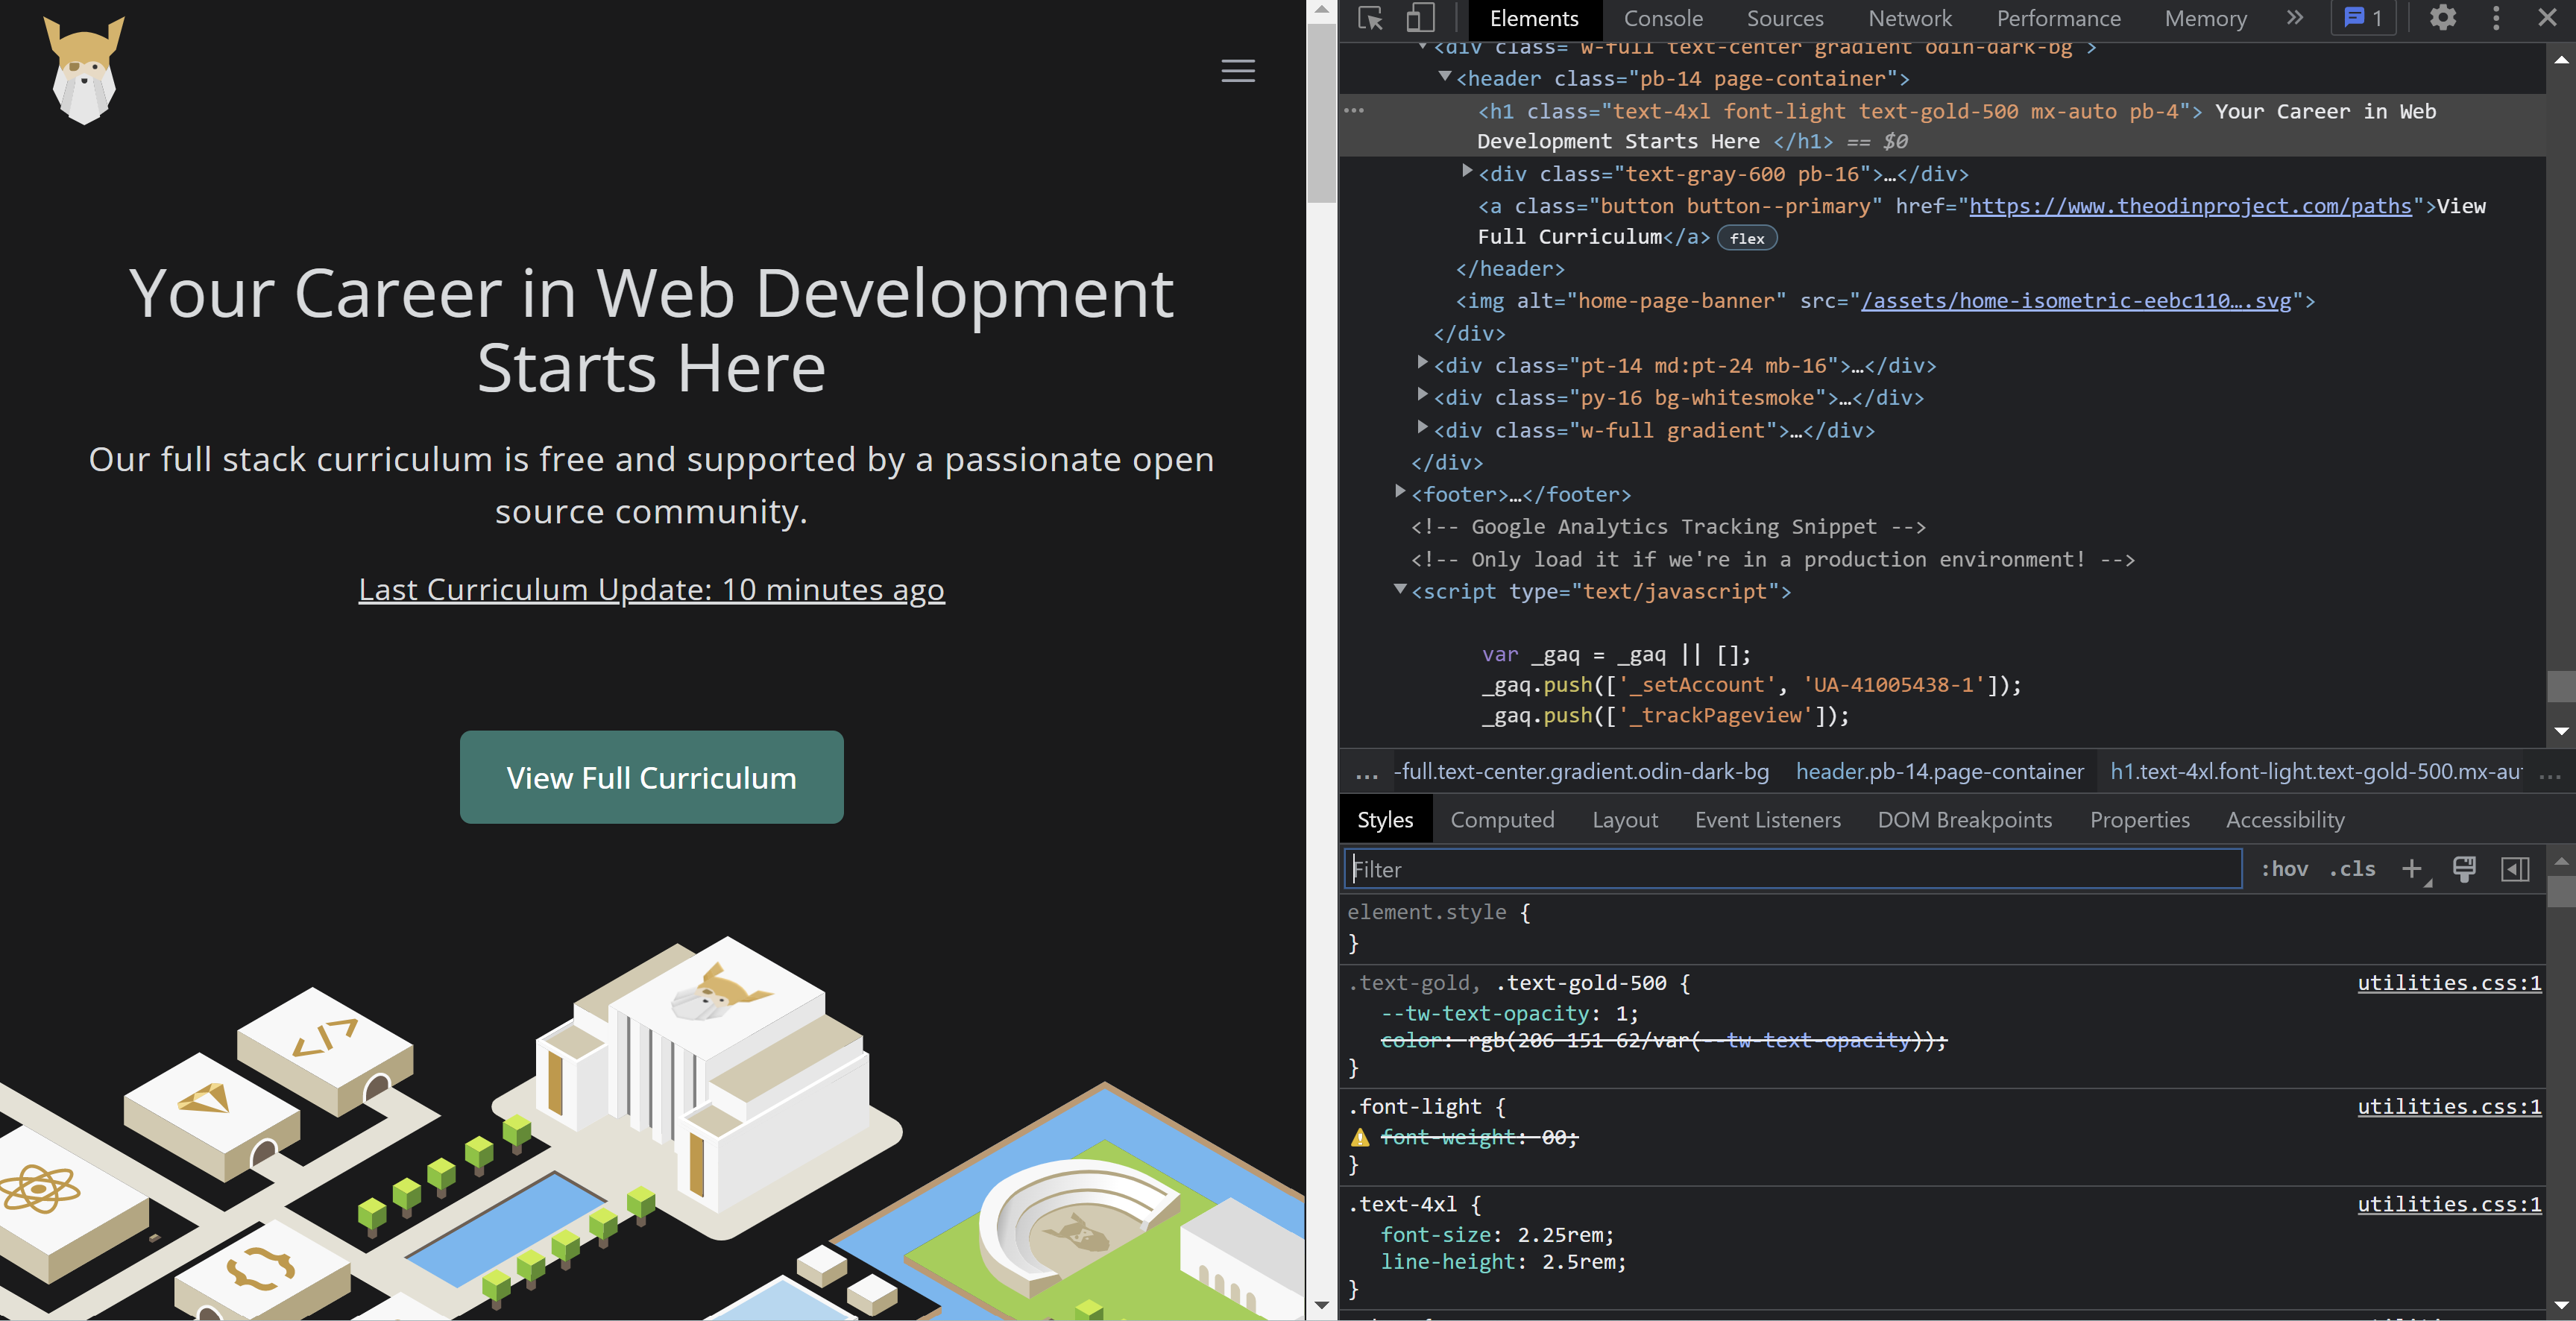 Your Career in Web Development
Starts Here
Our full stack curriculum is free and supported by a passionate open
source community.
Last Curriculum Update: 10 minutes ago
View Full Curriculum
</>
{}
Elements Console Sources Network Performance Memory » 1
<div class="w-full text-center gradient odin-dark-bg">
<header class="pb-14 page-container">
<h1 class="text-4xl font-light text-gold-500 mx-auto pb-4"> Your Career in Web
Development Starts Here </h1> == $0
<div class="text-gray-600 pb-16">…</div>
<a class="button button--primary" href="https://www.theodinproject.com/paths">View
Full Curriculum</a> flex
</header>
<img alt="home-page-banner" src="/assets/home-isometric-eebc110….svg">
</div>
<div class="pt-14 md:pt-24 mb-16">…</div>
<div class="py-16 bg-whitesmoke">…</div>
<div class="w-full gradient">…</div>
</div>
<footer>…</footer>
<!-- Google Analytics Tracking Snippet -->
<!-- Only load it if we're in a production environment! -->
<script type="text/javascript">
var _gaq = _gaq || [];
_gaq.push(['_setAccount', 'UA-41005438-1']);
_gaq.push(['_trackPageview']);
... -full.text-center.gradient.odin-dark-bg header.pb-14.page-container h1.text-4xl.font-light.text-gold-500.mx-au ...
Styles Computed Layout Event Listeners DOM Breakpoints Properties Accessibility
Filter :hov .cls +
element.style {
}
.text-gold, .text-gold-500 { utilities.css:1
--tw-text-opacity: 1;
color: rgb(206 151 62/var(--tw-text-opacity));
}
.font-light { utilities.css:1
font-weight: 00;
}
.text-4xl { utilities.css:1
font-size: 2.25rem;
line-height: 2.5rem;
}